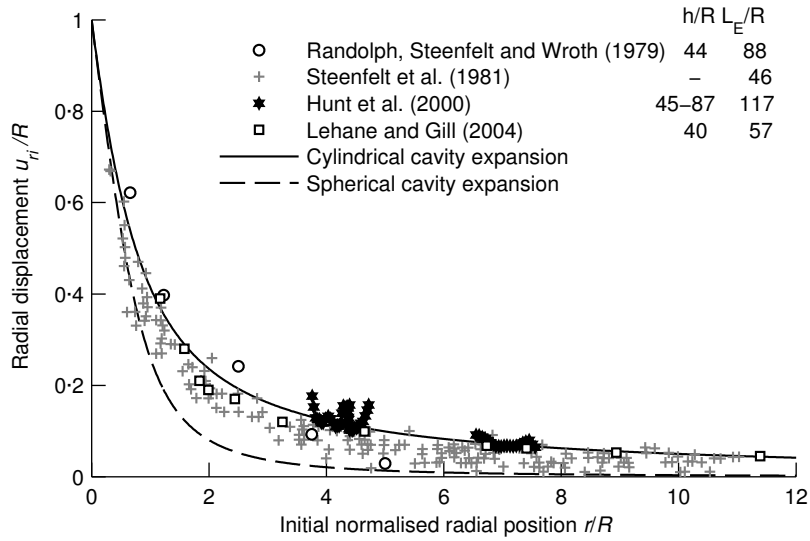 h/R L_E/R
Randolph, Steenfelt and Wroth (1979) 44 88
Steenfelt et al. (1981) – 46
Hunt et al. (2000) 45–87 117
Lehane and Gill (2004) 40 57
Cylindrical cavity expansion
Spherical cavity expansion
Radial displacement u_ri/R
1
0·8
0·6
0·4
0·2
0
0 2 4 6 8 10 12
Initial normalised radial position r/R